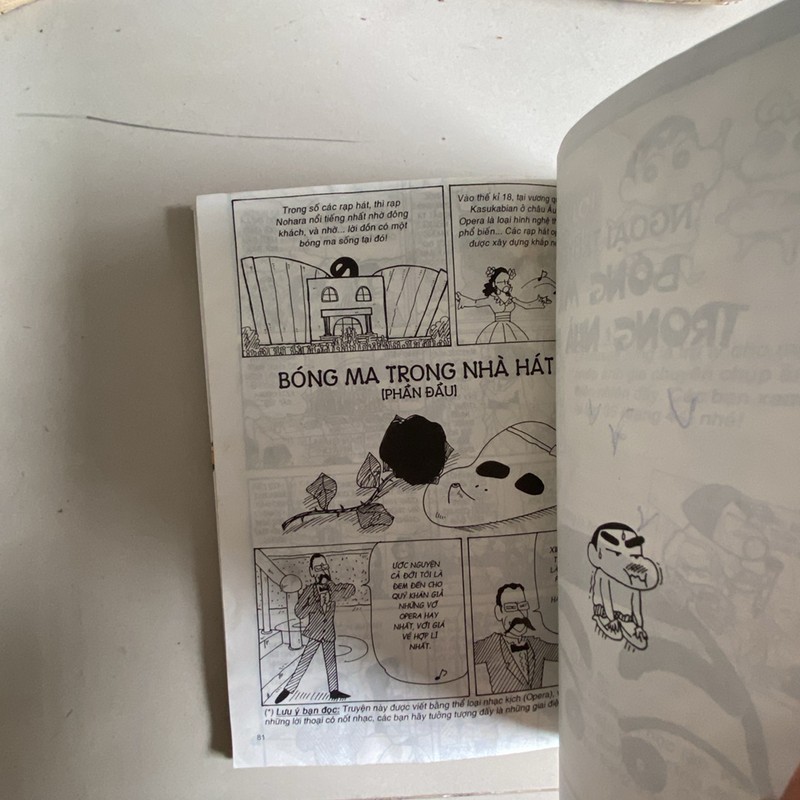 Trong số các rạp hát, thì rạp
Nohara nổi tiếng nhất nhờ đông
khách, và nhờ... lời đồn có một
bóng ma sống tại đó!
Vào thế kỉ 18, tại vương
Kasukabian ở châu Âu
Opera là loại hình nghệ
phổ biến... Các rạp hát
được xây dựng khắp
BÓNG MA TRONG NHÀ HÁT
[PHẦN ĐẦU]
ƯỚC NGUYỆN
CẢ ĐỜI TÔI LÀ
ĐEM ĐẾN CHO
QUÝ KHÁN GIẢ
NHỮNG VỞ
OPERA HAY
NHẤT, VỚI GIÁ
VÉ HỢP LÍ
NHẤT.
(*) Lưu ý bạn đọc: Truyện này được viết bằng thể loại nhạc kịch (Opera),
những lời thoại có nốt nhạc, các bạn hãy tưởng tượng đấy là những giai
81